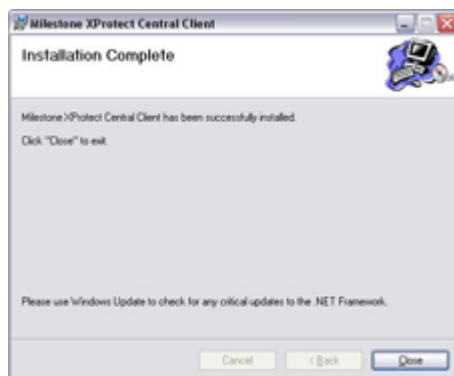 Milestone XProtect Central Client
Installation Complete
Milestone XProtect Central Client has been successfully installed.
Click "Close" to exit.
Please use Windows Update to check for any critical updates to the .NET Framework.
Cancel
< Back
Close